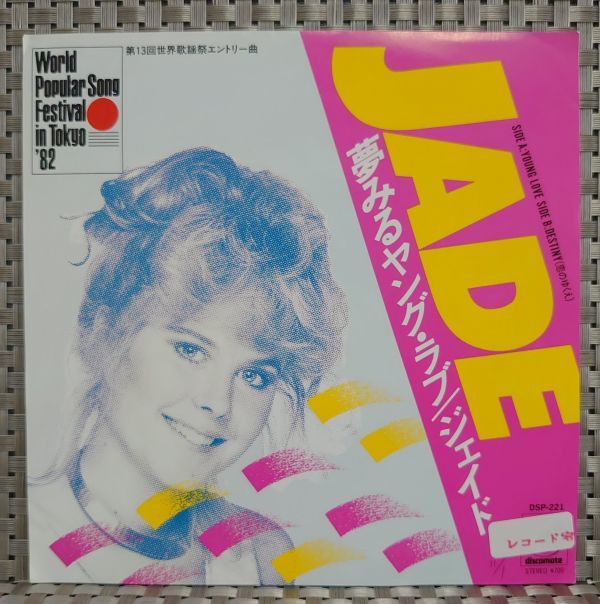 World
Popular Song
Festival
in Tokyo
'82
第13回世界歌謡祭エントリー曲
JADE
SIDE A:YOUNG LOVE SIDE B:DESTINY(恋のゆくえ)
夢みるヤング・ラブ/ジェイド
DSP-221
レコード
discomate
STEREO ¥700